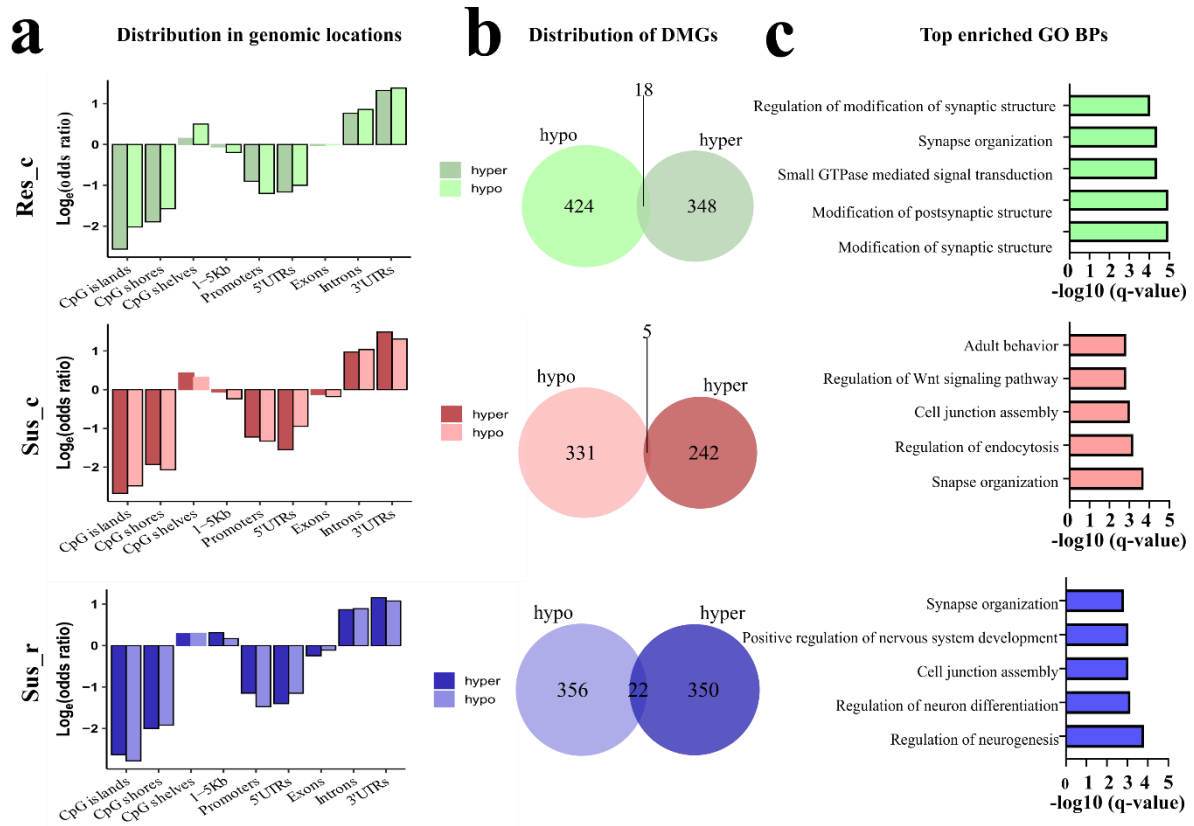 a
Distribution in genomic locations
b
Distribution of DMGs
c
Top enriched GO BPs
Res_c
Loge(odds ratio)
1
0
−1
−2
CpG islands
CpG shores
CpG shelves
1−5Kb
Promoters
5'UTRs
Exons
Introns
3'UTRs
hyper
hypo
18
hypo
hyper
424
348
Regulation of modification of synaptic structure
Synapse organization
Small GTPase mediated signal transduction
Modification of postsynaptic structure
Modification of synaptic structure
0 1 2 3 4 5
-log10 (q-value)
Sus_c
Loge(odds ratio)
1
0
−1
−2
CpG islands
CpG shores
CpG shelves
1−5Kb
Promoters
5'UTRs
Exons
Introns
3'UTRs
hyper
hypo
5
hypo
hyper
331
242
Adult behavior
Regulation of Wnt signaling pathway
Cell junction assembly
Regulation of endocytosis
Snapse organization
0 1 2 3 4 5
-log10 (q-value)
Sus_r
Loge(odds ratio)
1
0
−1
−2
CpG islands
CpG shores
CpG shelves
1−5Kb
Promoters
5'UTRs
Exons
Introns
3'UTRs
hyper
hypo
hypo
hyper
356
22
350
Synapse organization
Positive regulation of nervous system development
Cell junction assembly
Regulation of neuron differentiation
Regulation of neurogenesis
0 1 2 3 4 5
-log10 (q-value)